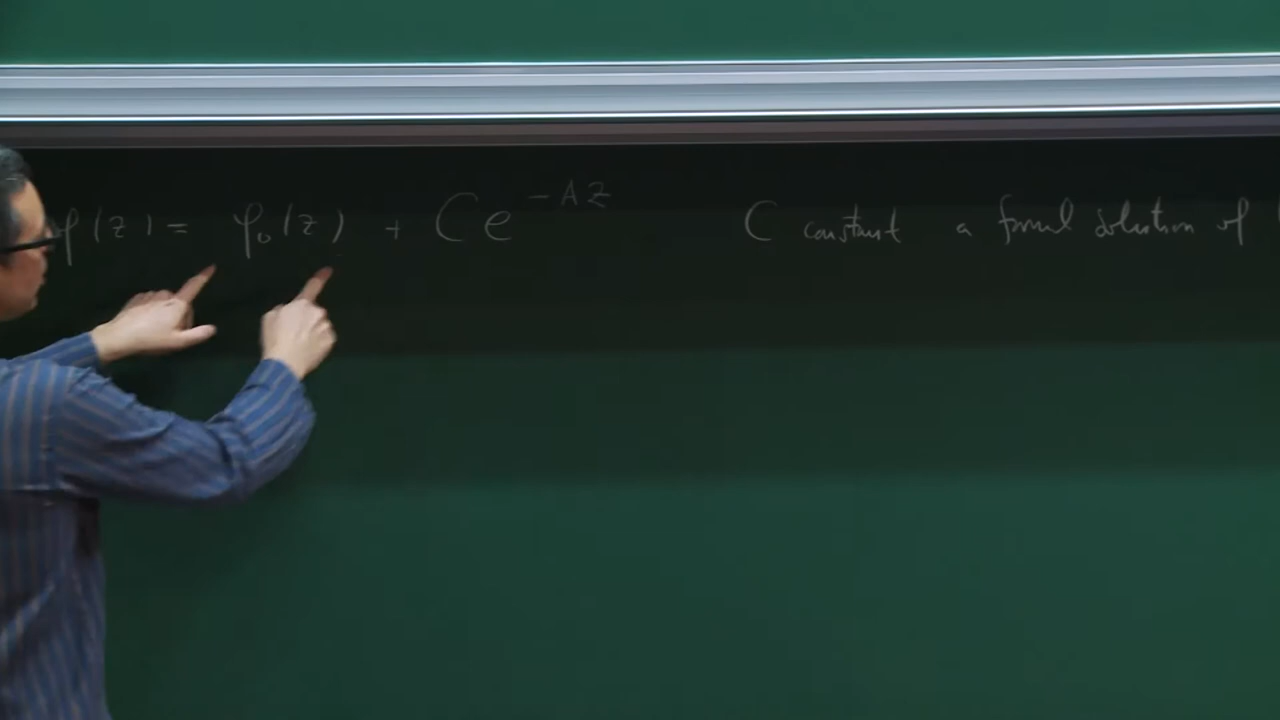 φ(z) = φ₀(z) + Ce^{-Az} C constant a formal solution of